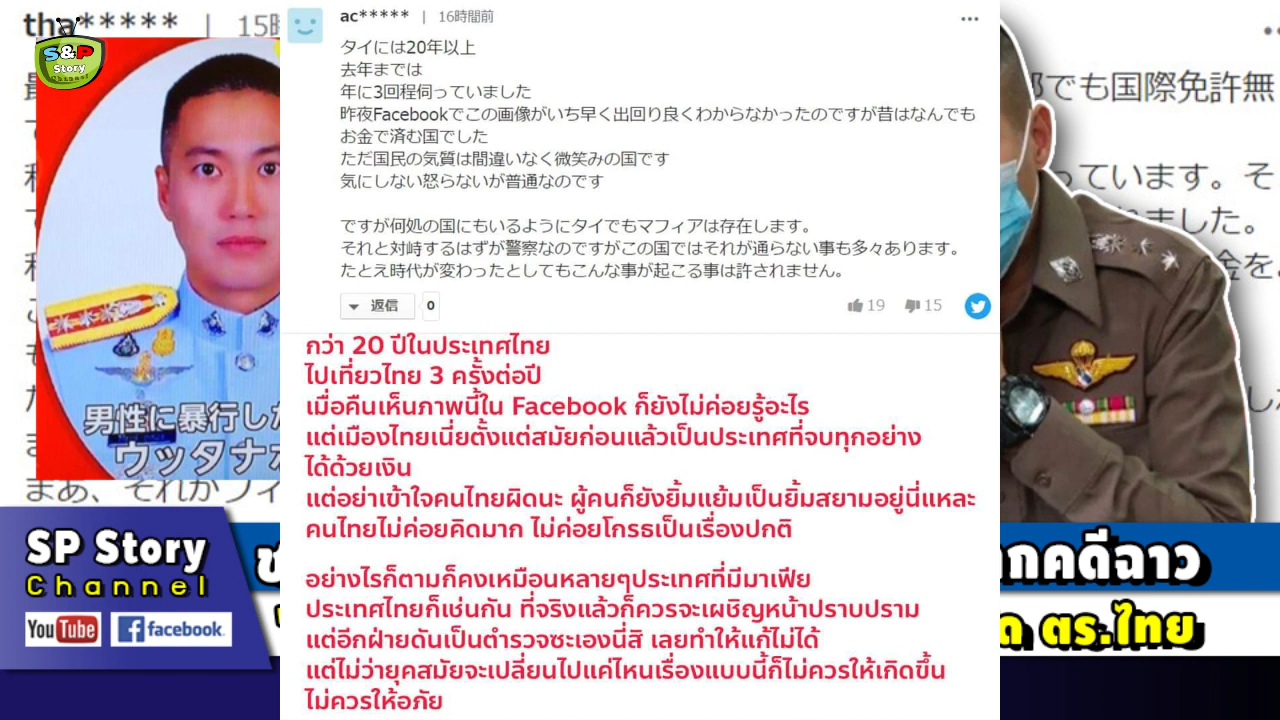 tha***** | 15時
S&P
Story
Channel
男性に暴行し
ウッタナ
まあ、それがフィ
ac***** | 16時間前
タイには20年以上
去年までは
年に3回程伺っていました
昨夜Facebookでこの画像がいち早く出回り良くわからなかったのですが昔はなんでも
お金で済む国でした
ただ国民の気質は間違いなく微笑みの国です
気にしない怒らないが普通なのです
ですが何処の国にもいるようにタイでもマフィアは存在します。
それと対峙するはずが警察なのですがこの国ではそれが通らない事も多々あります。
たとえ時代が変わったとしてもこんな事が起こる事は許されません。
返信 0
19 15
กว่า 20 ปีในประเทศไทย
ไปเที่ยวไทย 3 ครั้งต่อปี
เมื่อคืนเห็นภาพนี้ใน Facebook ก็ยังไม่ค่อยรู้อะไร
แต่เมืองไทยเนี่ยตั้งแต่สมัยก่อนแล้วเป็นประเทศที่จบทุกอย่าง
ได้ด้วยเงิน
แต่อย่าเข้าใจคนไทยผิดนะ ผู้คนก็ยังยิ้มแย้มเป็นยิ้มสยามอยู่นี่แหละ
คนไทยไม่ค่อยคิดมาก ไม่ค่อยโกรธเป็นเรื่องปกติ
อย่างไรก็ตามก็คงเหมือนหลายๆประเทศที่มีมาเฟีย
ประเทศไทยก็เช่นกัน ที่จริงแล้วก็ควรจะเผชิญหน้าปราบปราม
แต่อีกฝ่ายดันเป็นตำรวจซะเองนี่สิ เลยทำให้แก้ไม่ได้
แต่ไม่ว่ายุคสมัยจะเปลี่ยนไปแค่ไหนเรื่องแบบนี้ก็ไม่ควรให้เกิดขึ้น
ไม่ควรให้อภัย
でも国際免許無
っています。そ
ました。
金を
SP Story
Channel
YouTube facebook
กคดีฉาว
ตร.ไทย